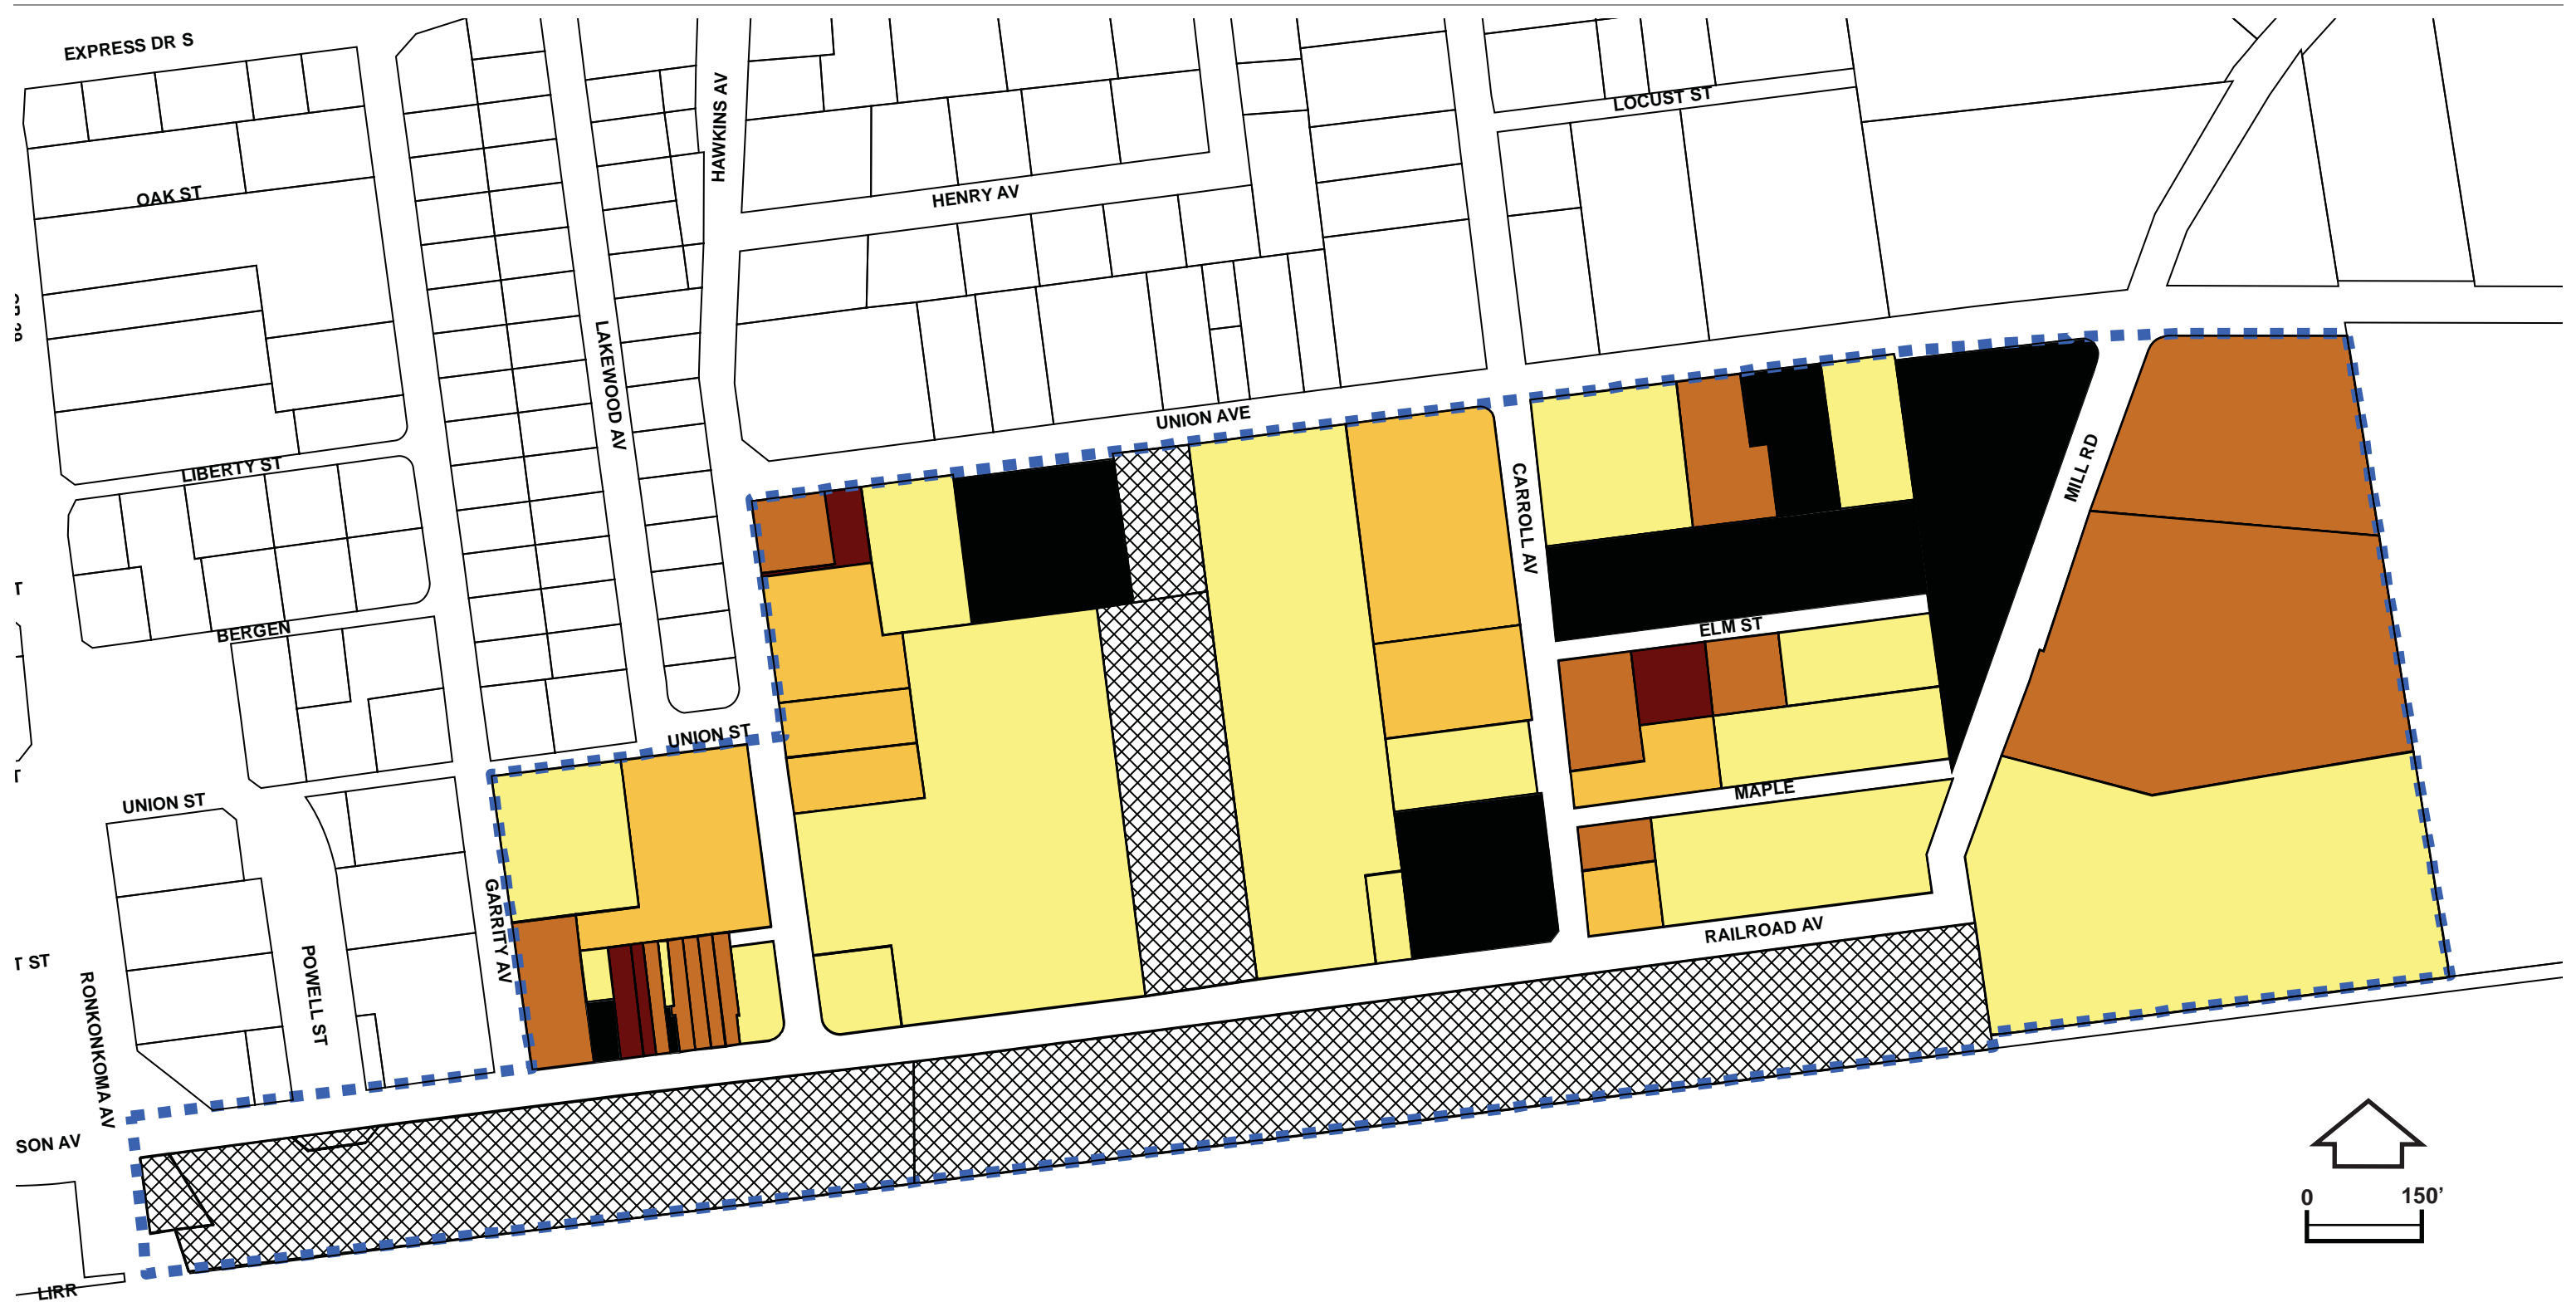 EXPRESS DR S
HAWKINS AV
LOCUST ST
OAK ST
HENRY AV
LAKEWOOD AV
UNION AVE
LIBERTY ST
CARROLL AV
MILL RD
BERGEN
ELM ST
UNION ST
MAPLE
UNION ST
GARRITY AV
RAILROAD AV
POWELL ST
T ST
RONKONKOMA AV
SON AV
0 150’
LIRR